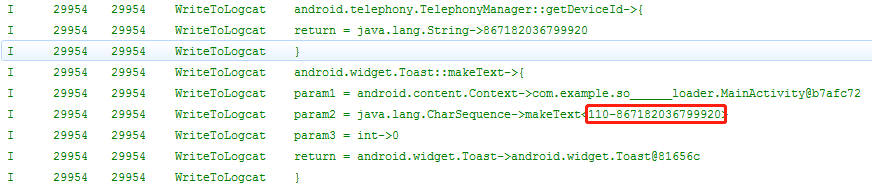 I 29954 29954 WriteToLogcat android.telephony.TelephonyManager::getDeviceId->{
I 29954 29954 WriteToLogcat return = java.lang.String->867182036799920
I 29954 29954 WriteToLogcat }
I 29954 29954 WriteToLogcat android.widget.Toast::makeText->{
I 29954 29954 WriteToLogcat param1 = android.content.Context->com.example.so______loader.MainActivity@b7afc72
I 29954 29954 WriteToLogcat param2 = java.lang.CharSequence->makeText<110-867182036799920>
I 29954 29954 WriteToLogcat param3 = int->0
I 29954 29954 WriteToLogcat return = android.widget.Toast->android.widget.Toast@81656c
I 29954 29954 WriteToLogcat }